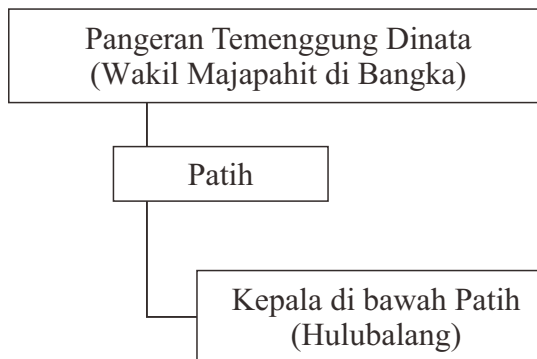 Pangeran Temenggung Dinata
(Wakil Majapahit di Bangka)
Patih
Kepala di bawah Patih
(Hulubalang)